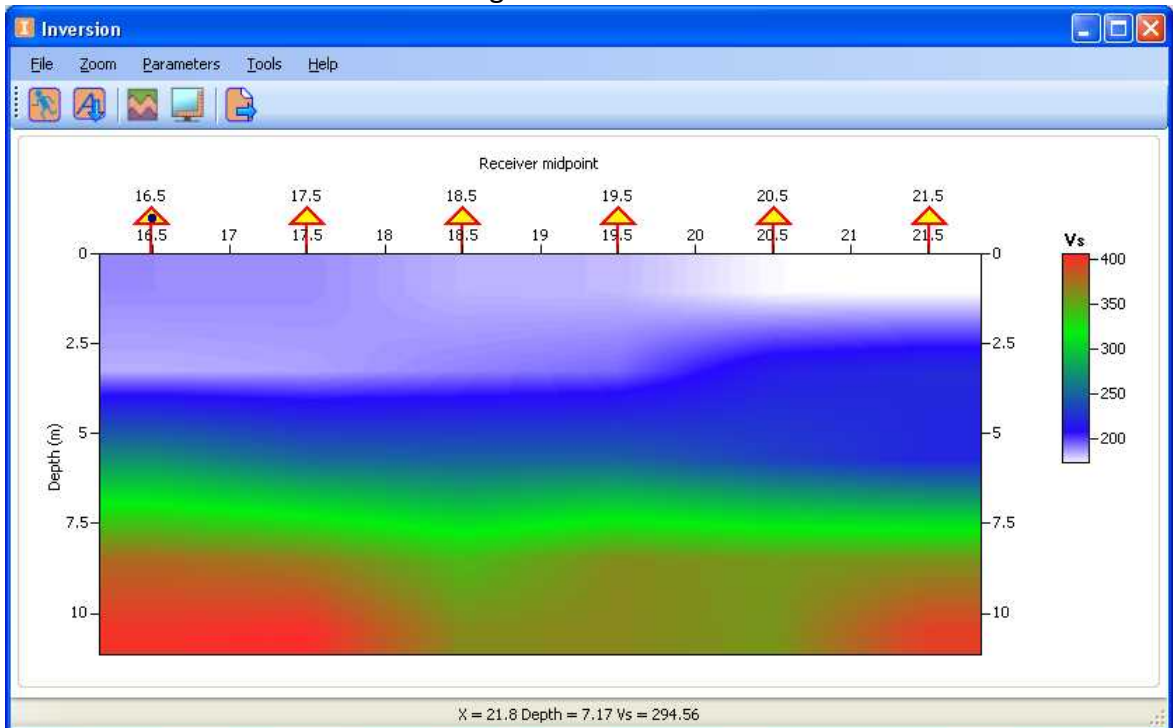 Inversion
File Zoom Parameters Tools Help
Receiver midpoint
16.5 17.5 18.5 19.5 20.5 21.5
16.5 17 17.5 18 18.5 19 19.5 20 20.5 21 21.5
Vs
0 0
400
350
2.5 2.5
300
250
5 5
200
Depth (m)
7.5 7.5
10 10
X = 21.8 Depth = 7.17 Vs = 294.56